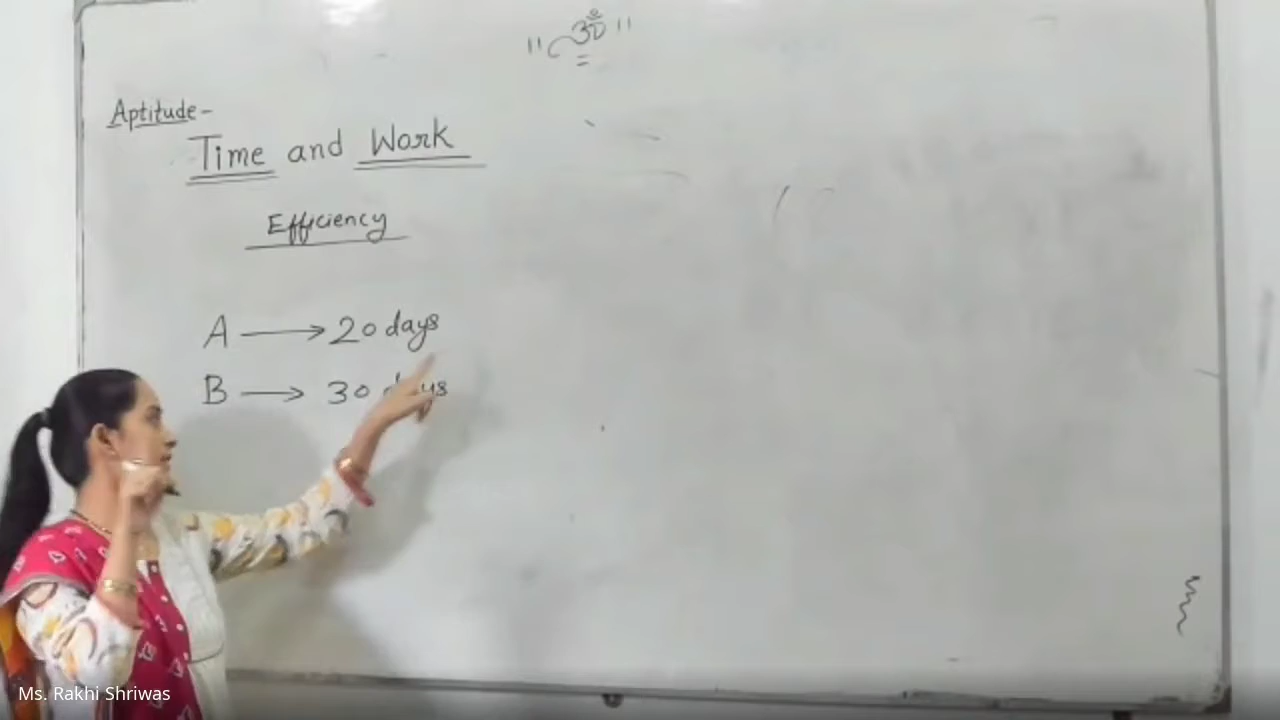 " ॐ "
Aptitude-
Time and Work
Efficiency
A → 20 days
B → 30 days
Ms. Rakhi Shriwas